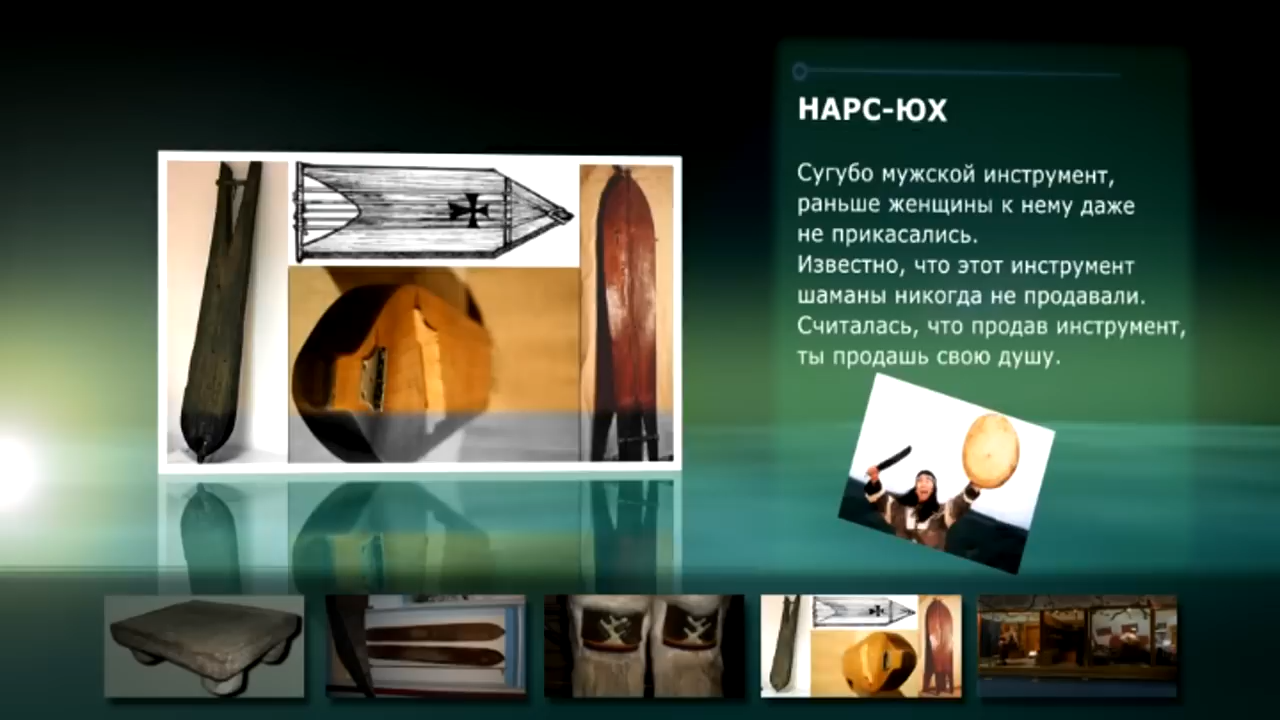 НАРС-ЮХ
Сугубо мужской инструмент,
раньше женщины к нему даже
не прикасались.
Известно, что этот инструмент
шаманы никогда не продавали.
Считалась, что продав инструмент,
ты продашь свою душу.